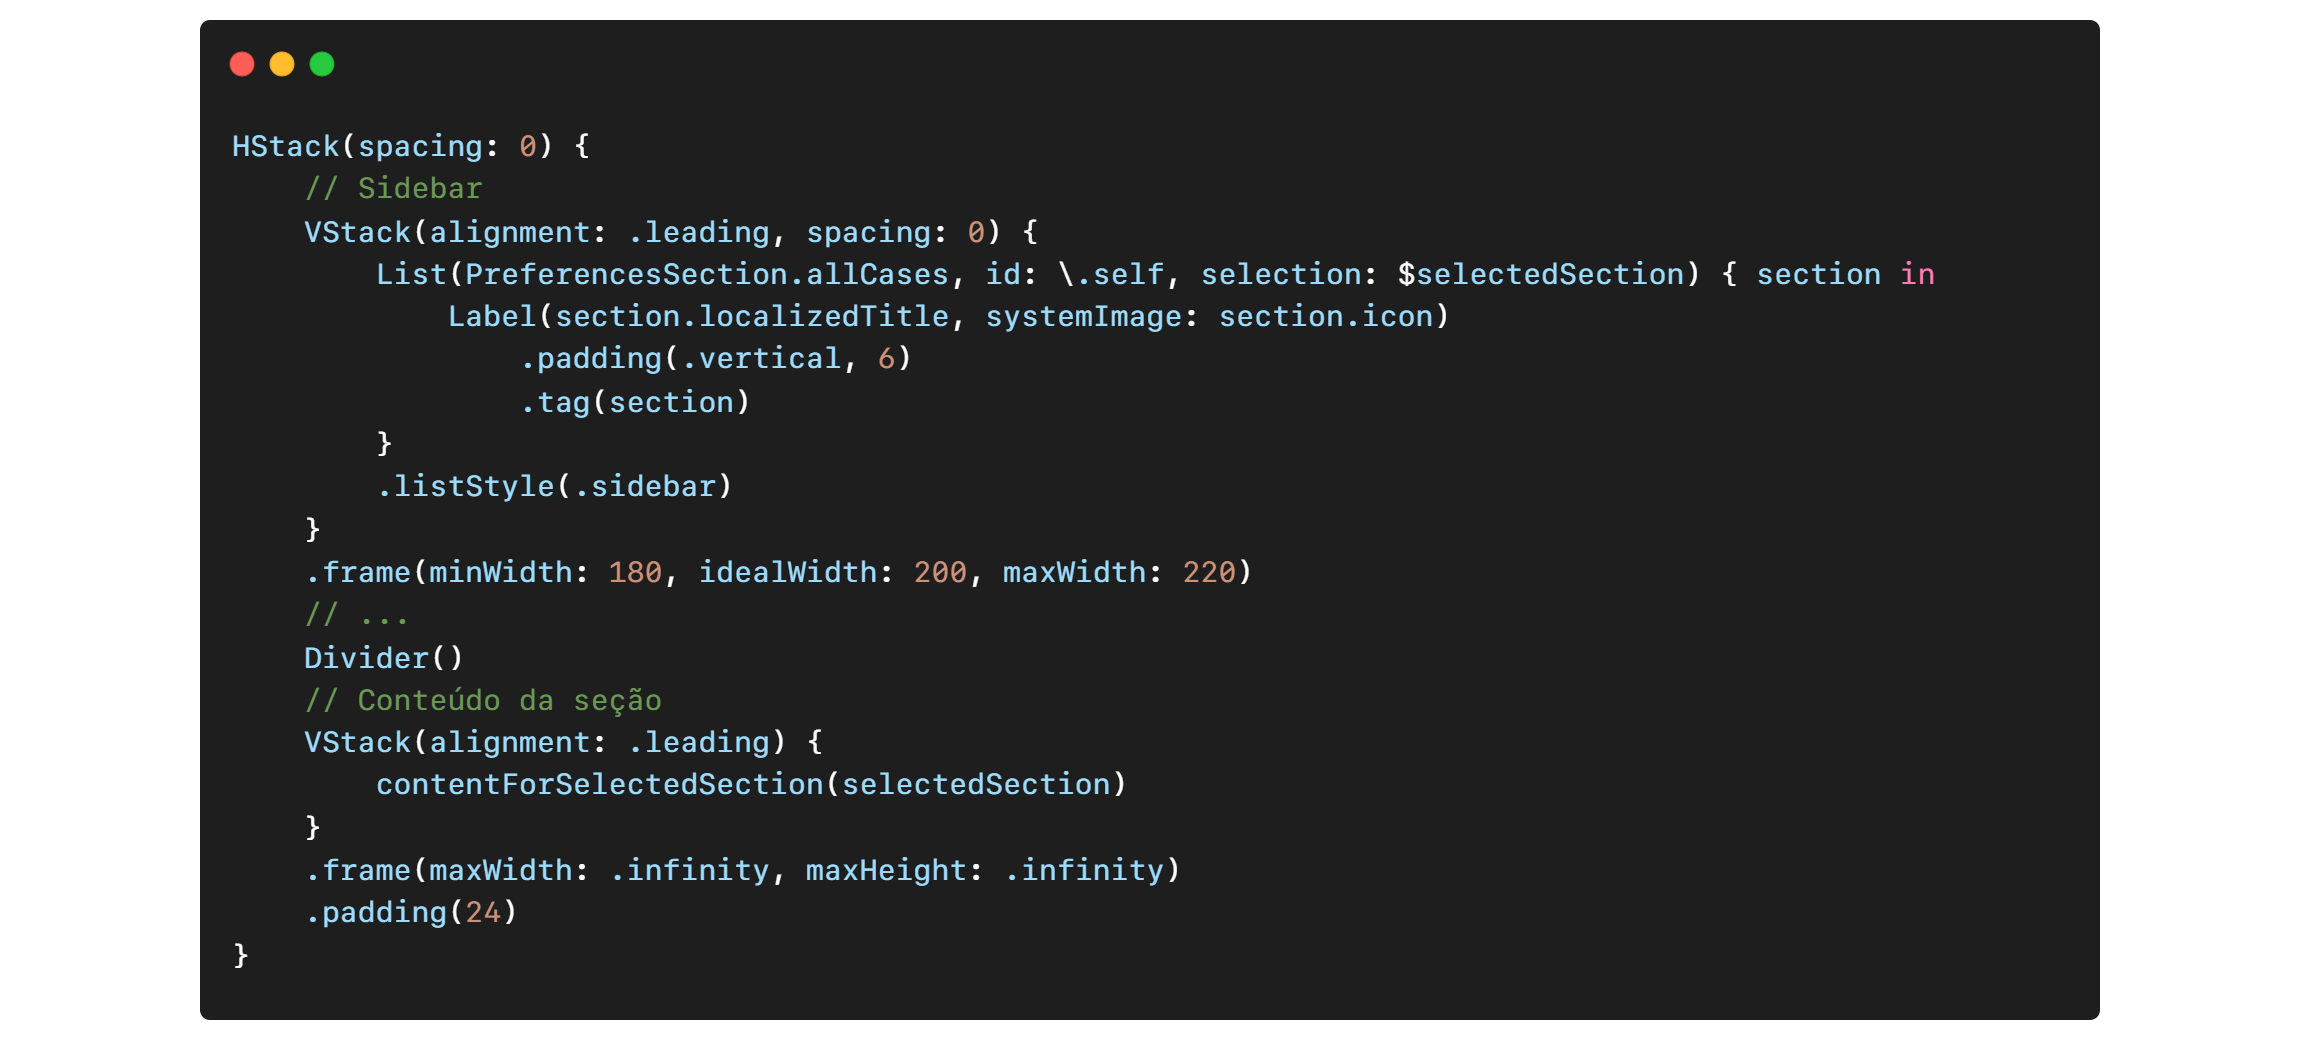 HStack(spacing: 0) {
    // Sidebar
    VStack(alignment: .leading, spacing: 0) {
        List(PreferencesSection.allCases, id: \.self, selection: $selectedSection) { section in
            Label(section.localizedTitle, systemImage: section.icon)
                .padding(.vertical, 6)
                .tag(section)
        }
        .listStyle(.sidebar)
    }
    .frame(minWidth: 180, idealWidth: 200, maxWidth: 220)
    // ...
    Divider()
    // Conteúdo da seção
    VStack(alignment: .leading) {
        contentForSelectedSection(selectedSection)
    }
    .frame(maxWidth: .infinity, maxHeight: .infinity)
    .padding(24)
}